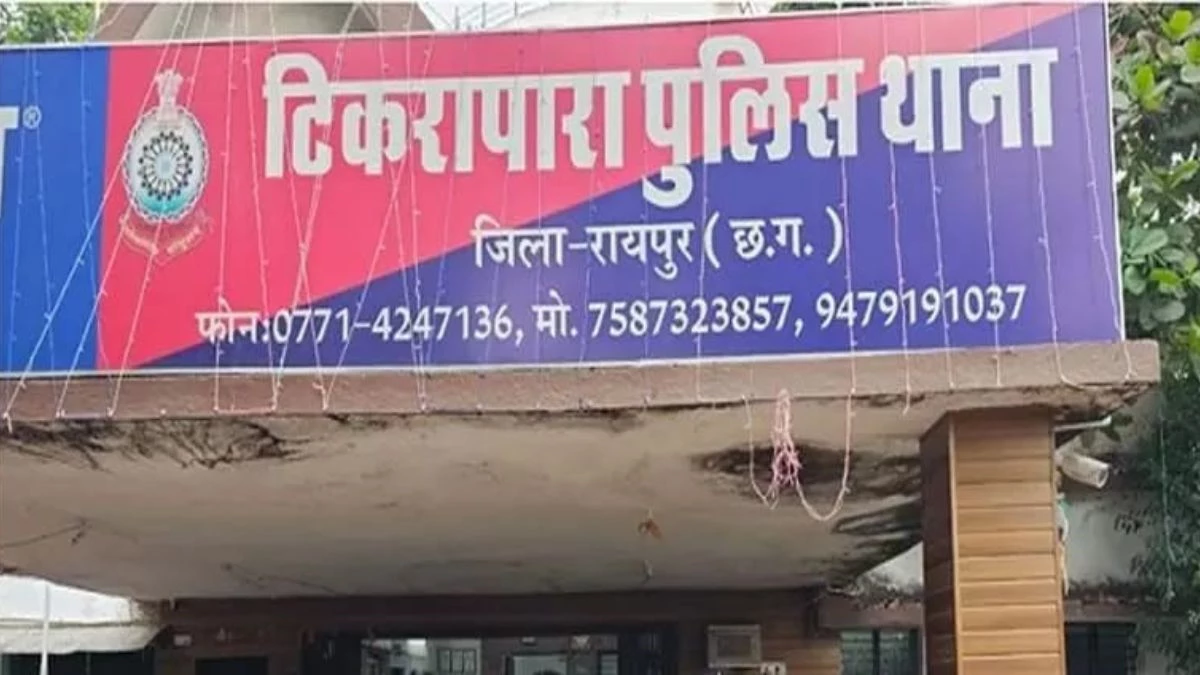 टिकरापारा पुलिस थाना
जिला-रायपुर ( छ.ग. )
फोन:0771-4247136, मो. 7587323857, 9479191037